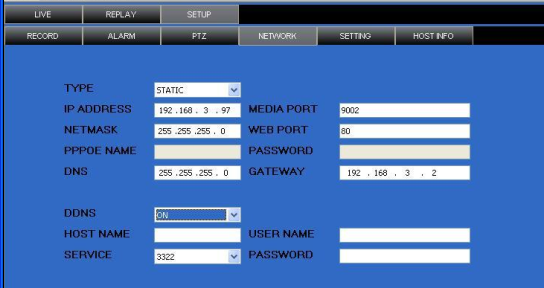 LIVE REPLAY SETUP
RECORD ALARM PTZ NETWORK SETTING HOST INFO
TYPE STATIC
IP ADDRESS 192 .168 . 3 . 97 MEDIA PORT 9002
NETMASK 255 .255 .255 . 0 WEB PORT 80
PPPOE NAME PASSWORD
DNS 255 .255 .255 . 0 GATEWAY 192 . 168 . 3 . 2
DDNS ON
HOST NAME USER NAME
SERVICE 3322 PASSWORD